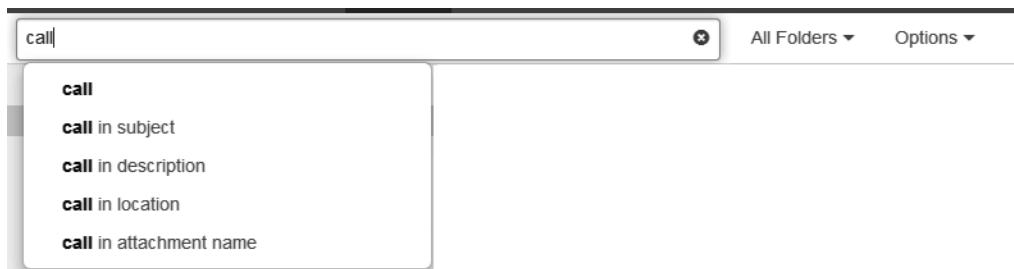 call All Folders Options
call
call in subject
call in description
call in location
call in attachment name